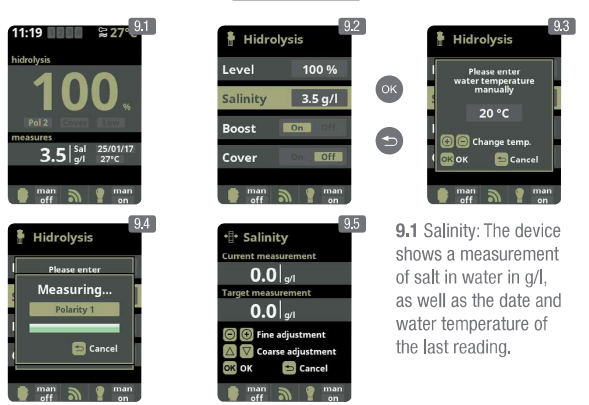 9.1
11:19
27°
hidrolysis
100 %
Pol 2 Cover Low
measures
3.5 Sal g/l 25/01/17 27°C
man off man on
9.2
Hidrolysis
Level 100 %
Salinity 3.5 g/l
Boost On Off
Cover On Off
man off man on
OK
9.3
Hidrolysis
Please enter
water temperature
manually
20 °C
+ - Change temp.
OK OK Cancel
man off man on
9.4
Hidrolysis
Please enter
Measuring...
Polarity 1
Cancel
man off man on
9.5
Salinity
Current measurement
0.0 g/l
Target measurement
0.0 g/l
- + Fine adjustment
Coarse adjustment
OK OK Cancel
man off man on
9.1 Salinity: The device
shows a measurement
of salt in water in g/l,
as well as the date and
water temperature of
the last reading.